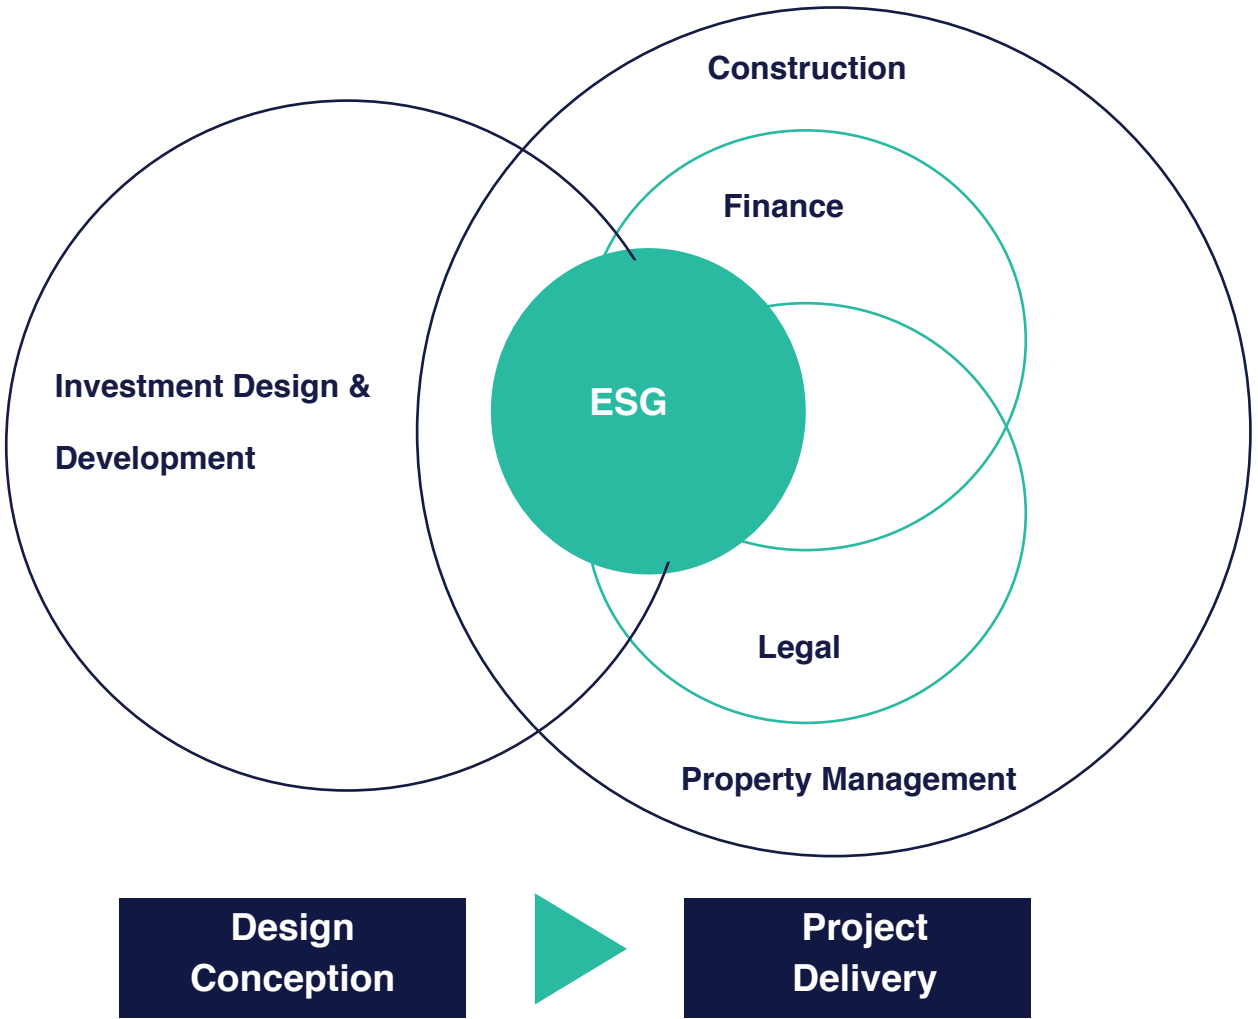 Construction
Finance
Investment Design &
ESG
Development
Legal
Property Management
Design
Conception
Project
Delivery